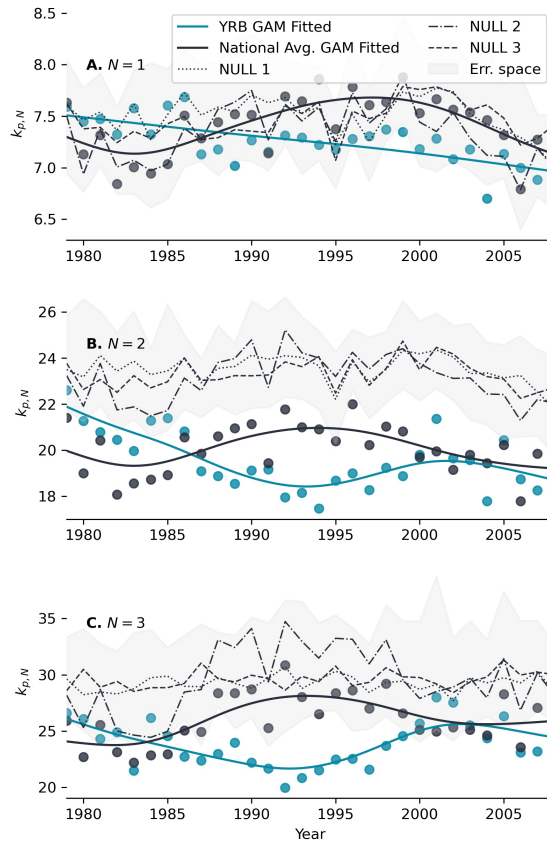 YRB GAM Fitted
National Avg. GAM Fitted
NULL 1
NULL 2
NULL 3
Err. space
A. N = 1
8.5
8.0
7.5
7.0
6.5
k_{p,N}
1980 1985 1990 1995 2000 2005
B. N = 2
26
24
22
20
18
k_{p,N}
1980 1985 1990 1995 2000 2005
C. N = 3
35
30
25
20
k_{p,N}
1980 1985 1990 1995 2000 2005
Year